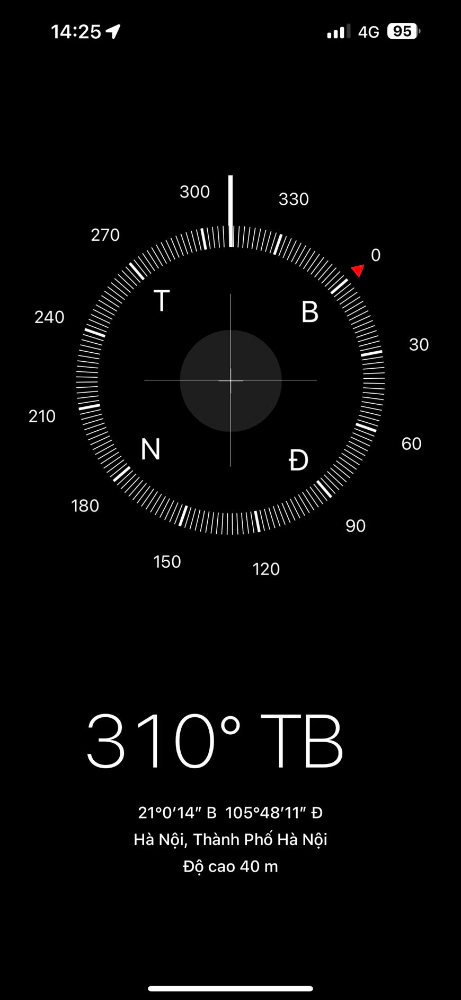 14:25 4G 95
300
330
270
0
240
T
B
30
210
N
Đ
60
180
90
150
120
310° TB
21°0’14” B 105°48’11” Đ
Hà Nội, Thành Phố Hà Nội
Độ cao 40 m